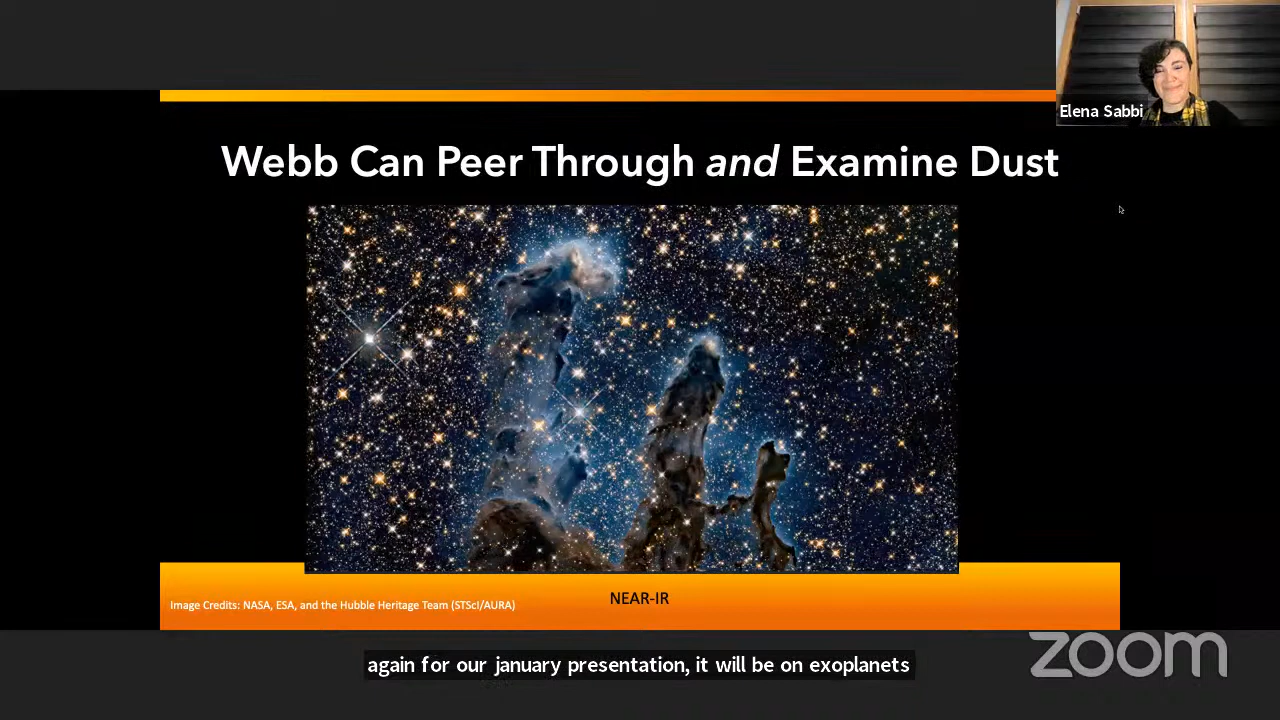 Elena Sabbi
Webb Can Peer Through and Examine Dust
NEAR-IR
Image Credits: NASA, ESA, and the Hubble Heritage Team (STScI/AURA)
again for our january presentation, it will be on exoplanets
zoom